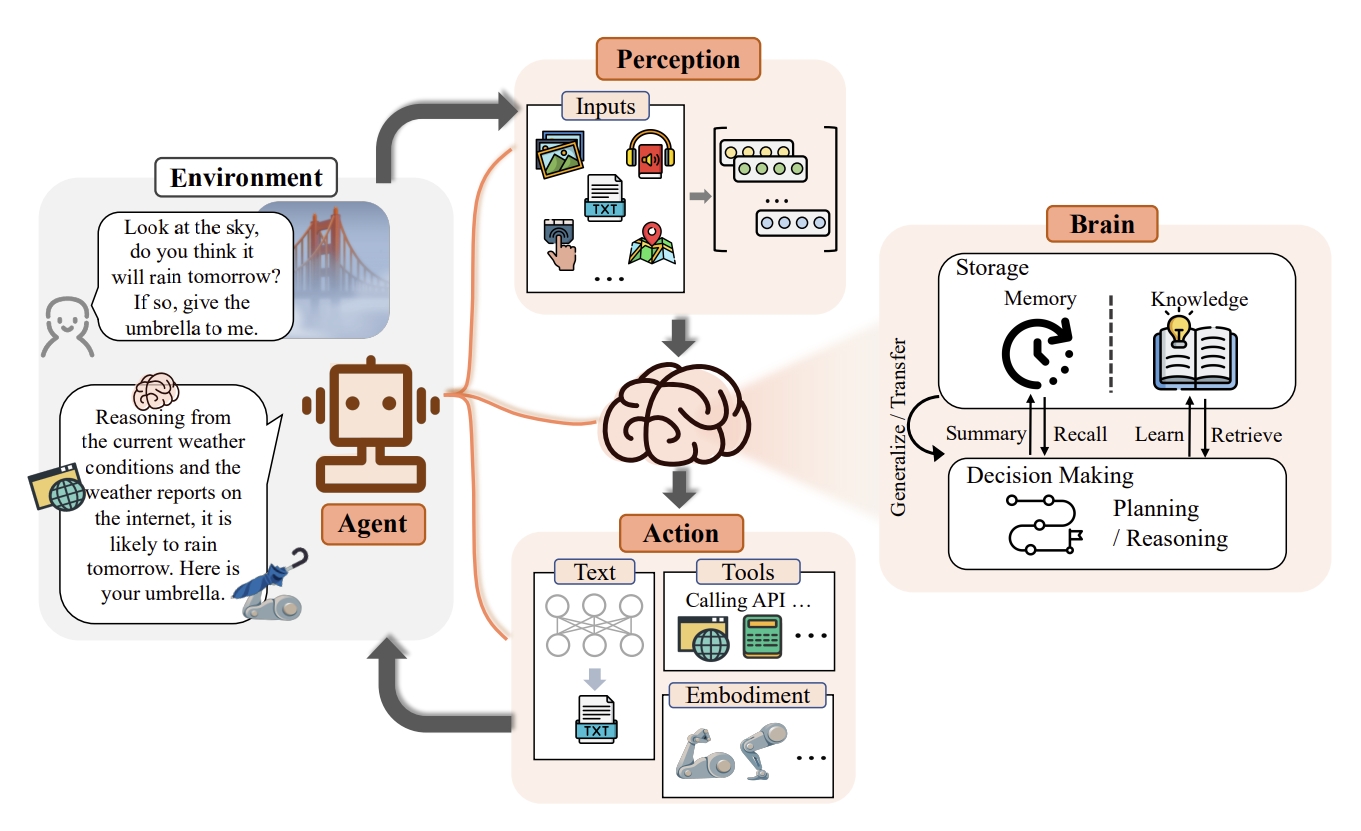 Perception
Inputs
TXT
...
...
Environment
Look at the sky,
do you think it
will rain tomorrow?
If so, give the
umbrella to me.
Reasoning from
the current weather
conditions and the
weather reports on
the internet, it is
likely to rain
tomorrow. Here is
your umbrella.
Agent
Brain
Storage
Memory
Knowledge
Generalize / Transfer
Summary
Recall
Learn
Retrieve
Decision Making
Planning
/ Reasoning
Action
Text
TXT
Tools
Calling API ...
...
Embodiment
...